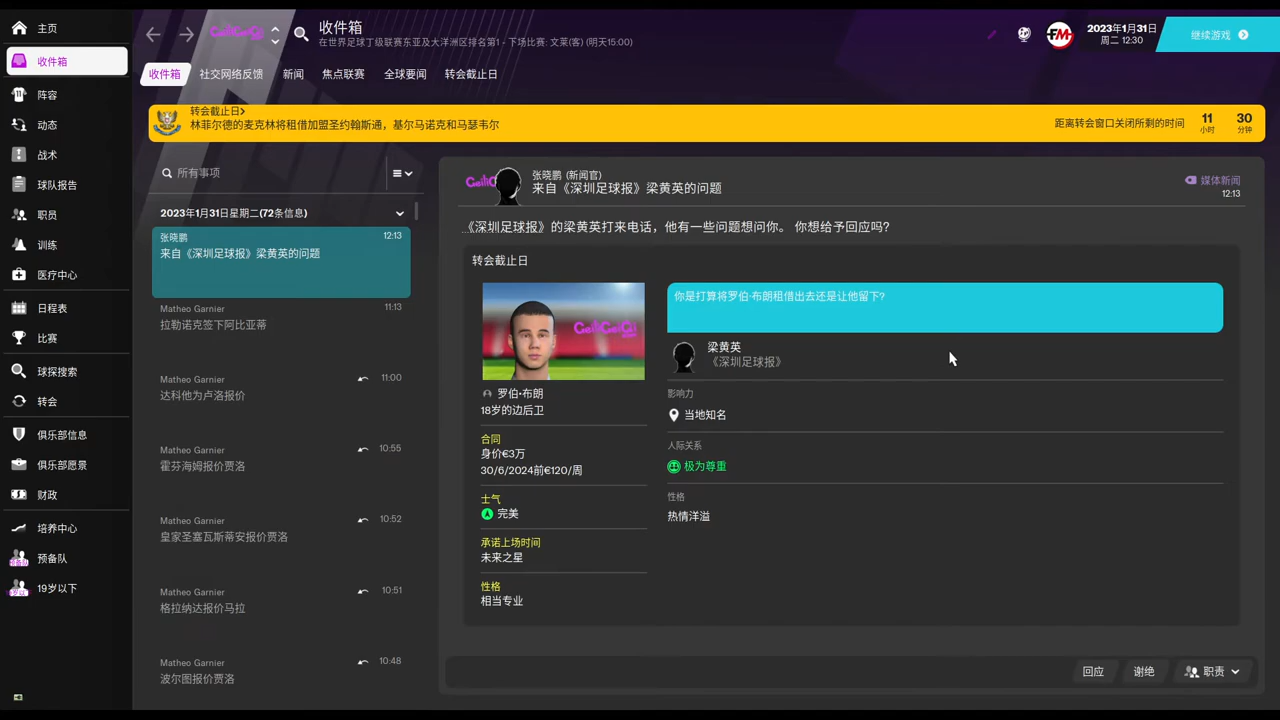 主页
收件箱
阵容
动态
战术
球队报告
职员
训练
医疗中心
日程表
比赛
球探搜索
转会
俱乐部信息
俱乐部愿景
财政
培养中心
预备队
19岁以下
收件箱
在世界足球丁级联赛东亚及大洋洲区排名第1 - 下场比赛: 文莱(客) (明天15:00)
FM
2023年1月31日
周二 12:30
继续游戏
收件箱 社交网络反馈 新闻 焦点联赛 全球要闻 转会截止日
转会截止日>
林菲尔德的麦克林将租借加盟圣约翰斯通，基尔马诺克和马瑟韦尔
距离转会窗口关闭所剩的时间
11 小时
30 分钟
所有事项
2023年1月31日星期二(72条信息)
张晓鹏 12:13
来自《深圳足球报》梁黄英的问题
Matheo Garnier 11:13
拉勒诺克签下阿比亚蒂
Matheo Garnier 11:00
达科他为卢洛报价
Matheo Garnier 10:55
霍芬海姆报价贾洛
Matheo Garnier 10:52
皇家圣塞瓦斯蒂安报价贾洛
Matheo Garnier 10:51
格拉纳达报价马拉
Matheo Garnier 10:48
波尔图报价贾洛
张晓鹏 (新闻官)
来自《深圳足球报》梁黄英的问题
媒体新闻
12:13
《深圳足球报》的梁黄英打来电话，他有一些问题想问你。 你想给予回应吗?
转会截止日
罗伯·布朗
18岁的边后卫
合同
身价€3万
30/6/2024前€120/周
士气
完美
承诺上场时间
未来之星
性格
相当专业
你是打算将罗伯·布朗租借出去还是让他留下?
梁黄英
《深圳足球报》
影响力
当地知名
人际关系
极为尊重
性格
热情洋溢
回应 谢绝 职责